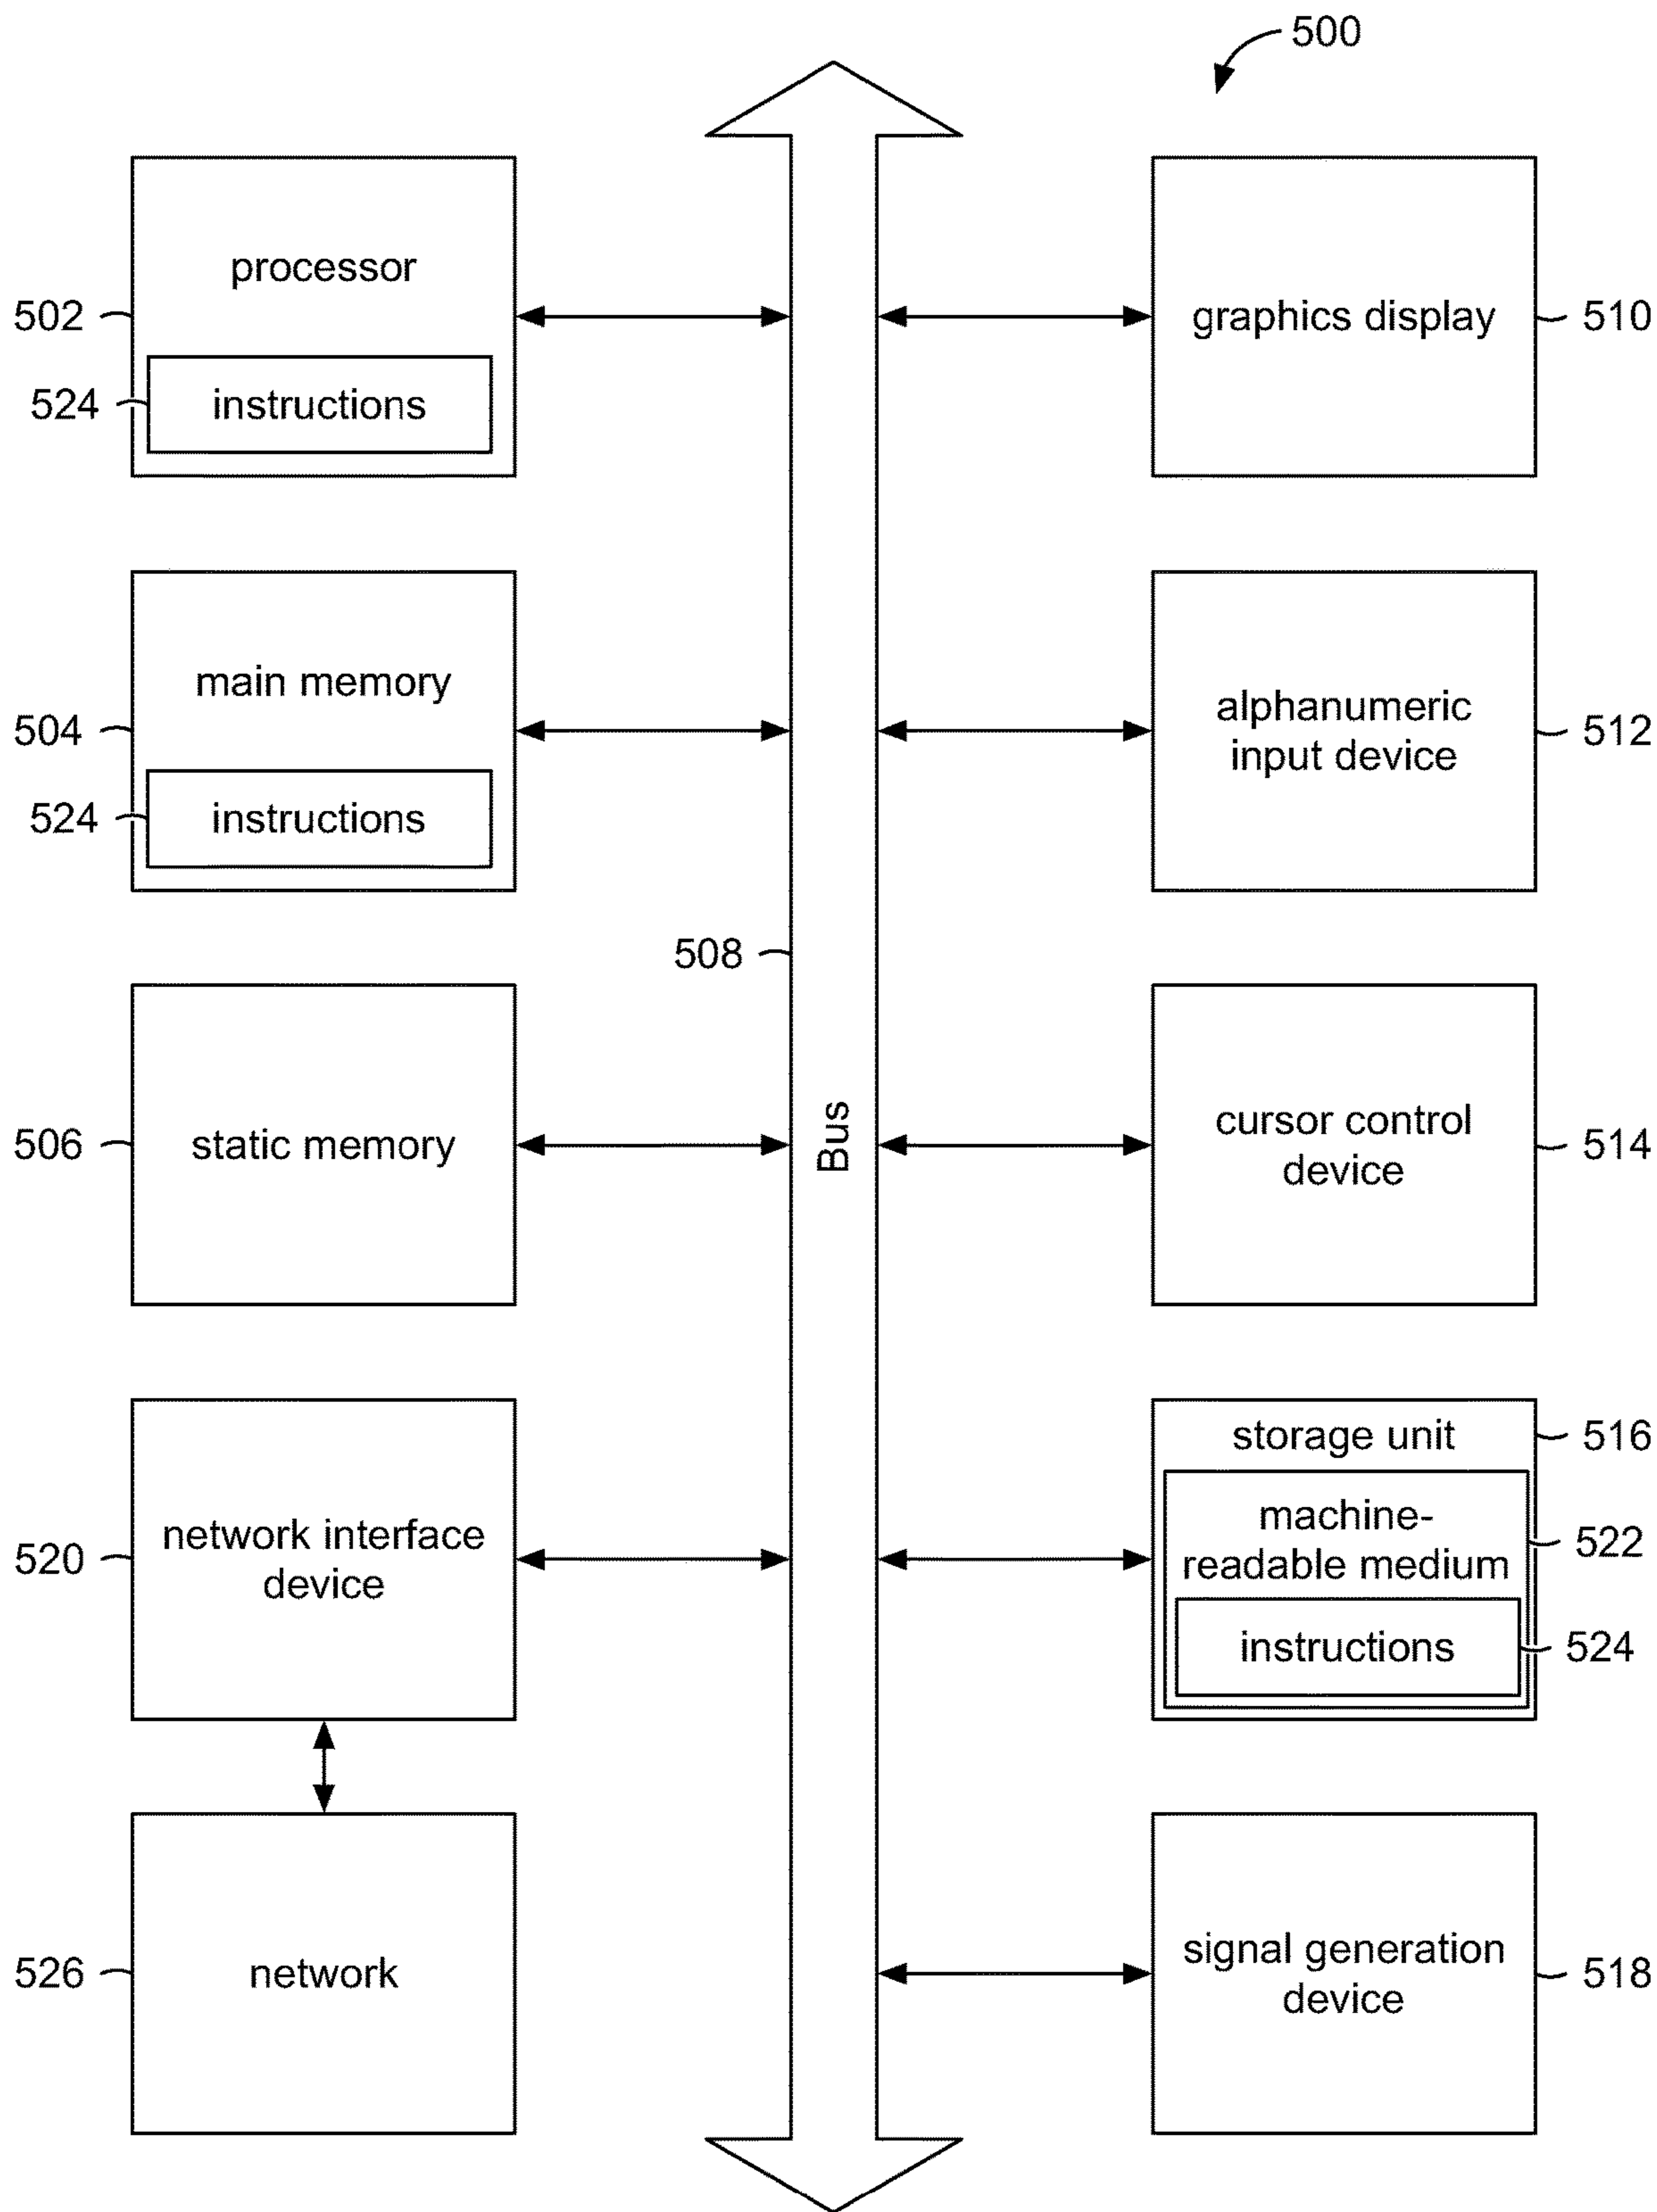 500
processor
502
524
instructions
main memory
504
524
instructions
508
506
static memory
Bus
520
network interface
device
526
network
graphics display
510
alphanumeric
input device
512
cursor control
device
514
storage unit
516
machine-
readable medium
522
instructions
524
signal generation
device
518